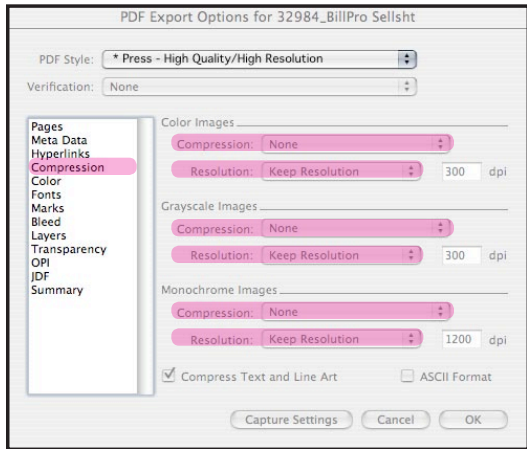 PDF Export Options for 32984_BillPro Sellsht
PDF Style: * Press - High Quality/High Resolution
Verification: None
Pages
Meta Data
Hyperlinks
Compression
Color
Fonts
Marks
Bleed
Layers
Transparency
OPI
JDF
Summary
Color Images
Compression: None
Resolution: Keep Resolution 300 dpi
Grayscale Images
Compression: None
Resolution: Keep Resolution 300 dpi
Monochrome Images
Compression: None
Resolution: Keep Resolution 1200 dpi
Compress Text and Line Art ASCII Format
Capture Settings Cancel OK